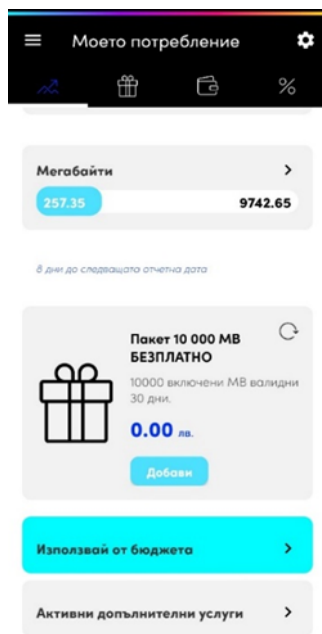 Моето потребление
%
Мегабайти
257.35 9742.65
8 дни до следващата отчетна дата
Пакет 10 000 MB
БЕЗПЛАТНО
10000 включени MB валидни
30 дни.
0.00 лв.
Добави
Използвай от бюджета
Активни допълнителни услуги